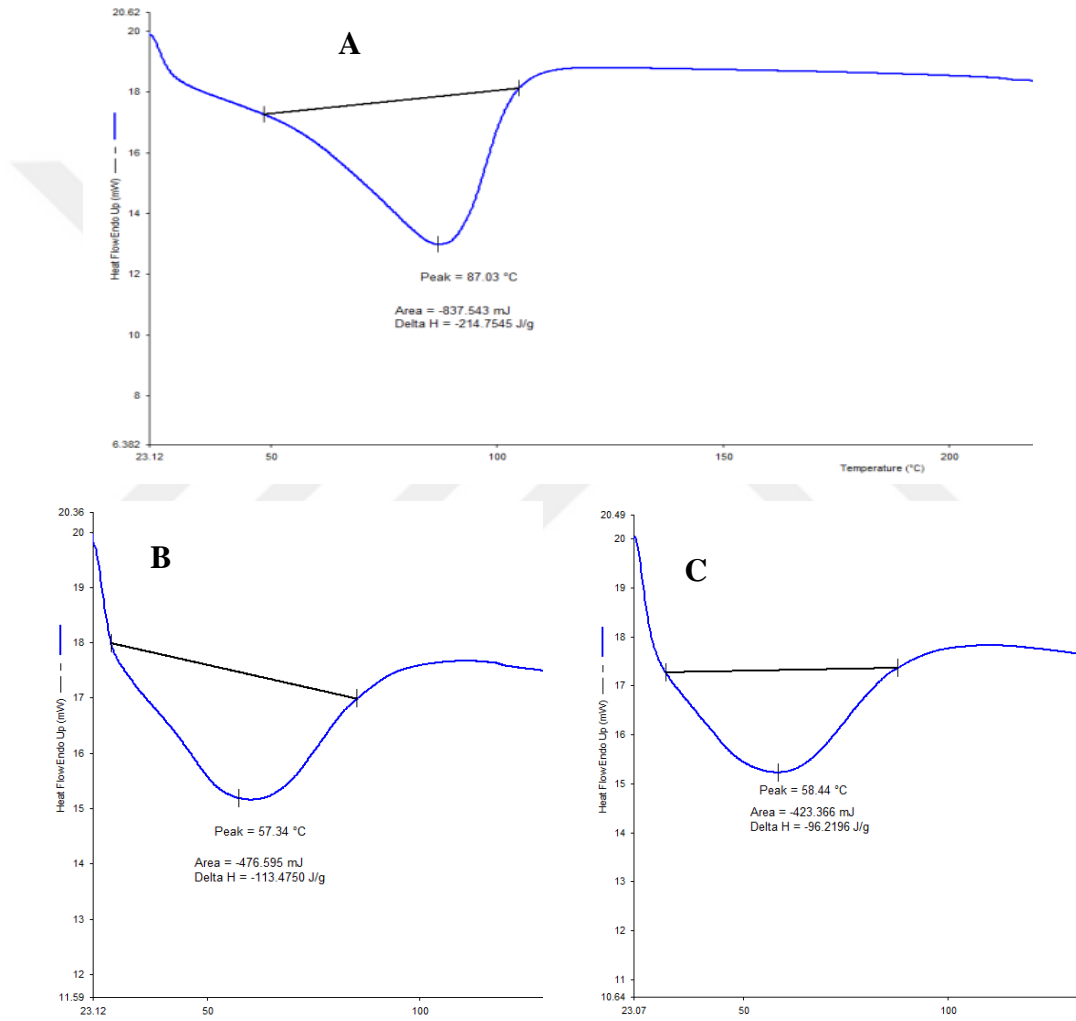 A
20.62
20
18
16
14
12
10
8
6.382
Heat Flow Endo Up (mW)
23.12
50
100
150
200
Temperature (°C)
Peak = 87.03 °C
Area = -837.543 mJ
Delta H = -214.7545 J/g
B
20.36
20
19
18
17
16
15
14
13
12
11.59
Heat Flow Endo Up (mW)
23.12
50
100
Peak = 57.34 °C
Area = -476.595 mJ
Delta H = -113.4750 J/g
C
20.49
20
19
18
17
16
15
14
13
12
11
10.64
Heat Flow Endo Up (mW)
23.07
50
100
Peak = 58.44 °C
Area = -423.366 mJ
Delta H = -96.2196 J/g